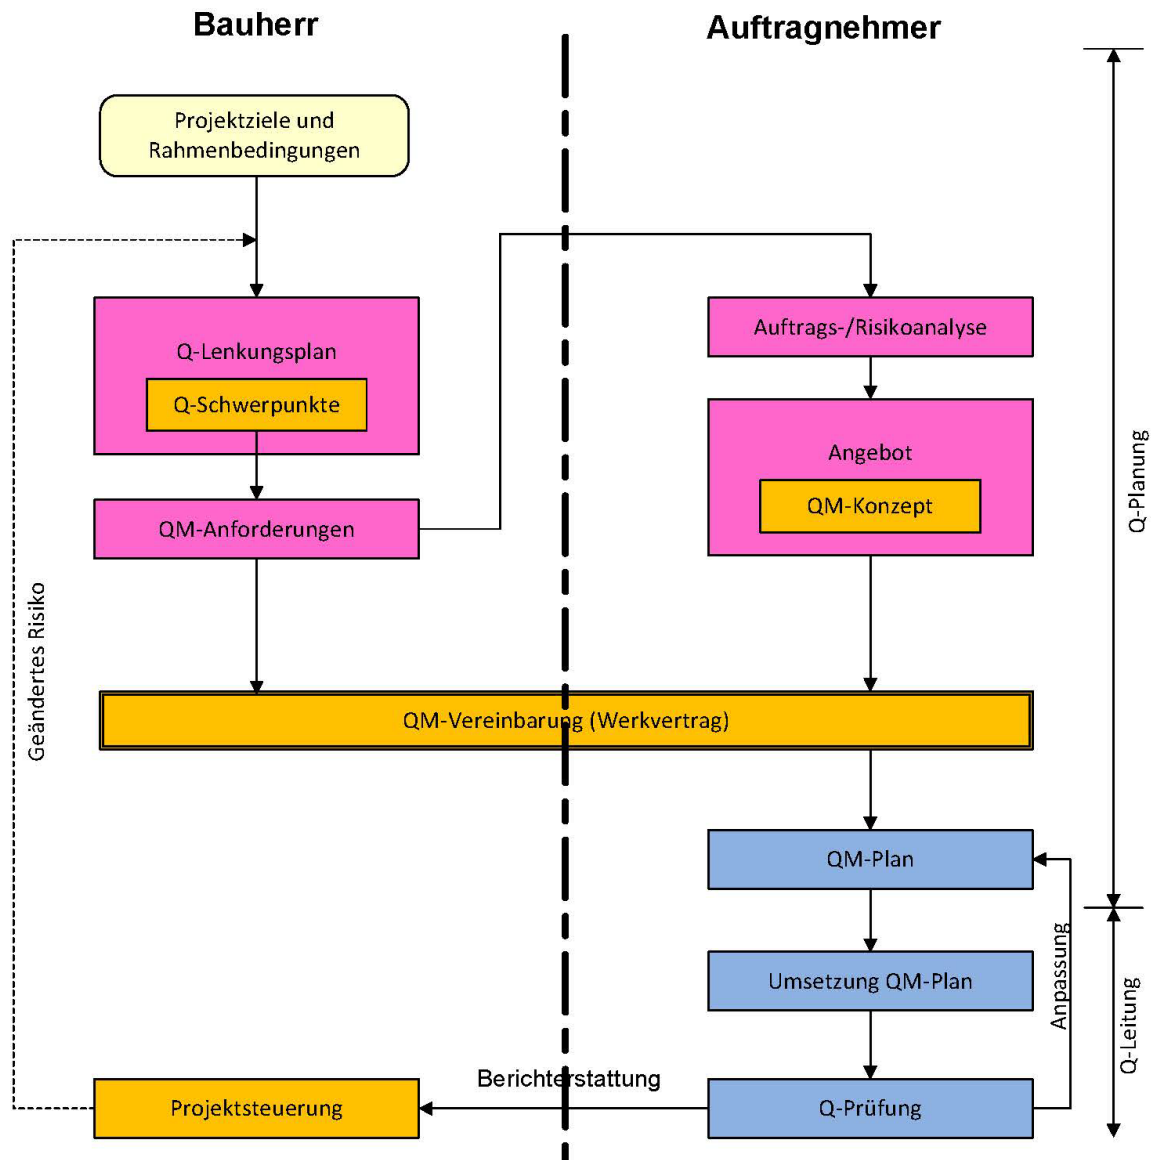 Bauherr
Auftragnehmer
Projektziele und
Rahmenbedingungen
Q-Lenkungsplan
Q-Schwerpunkte
QM-Anforderungen
Auftrags-/Risikoanalyse
Angebot
QM-Konzept
Q-Planung
Geändertes Risiko
QM-Vereinbarung (Werkvertrag)
QM-Plan
Umsetzung QM-Plan
Anpassung
Q-Leitung
Berichterstattung
Projektsteuerung
Q-Prüfung